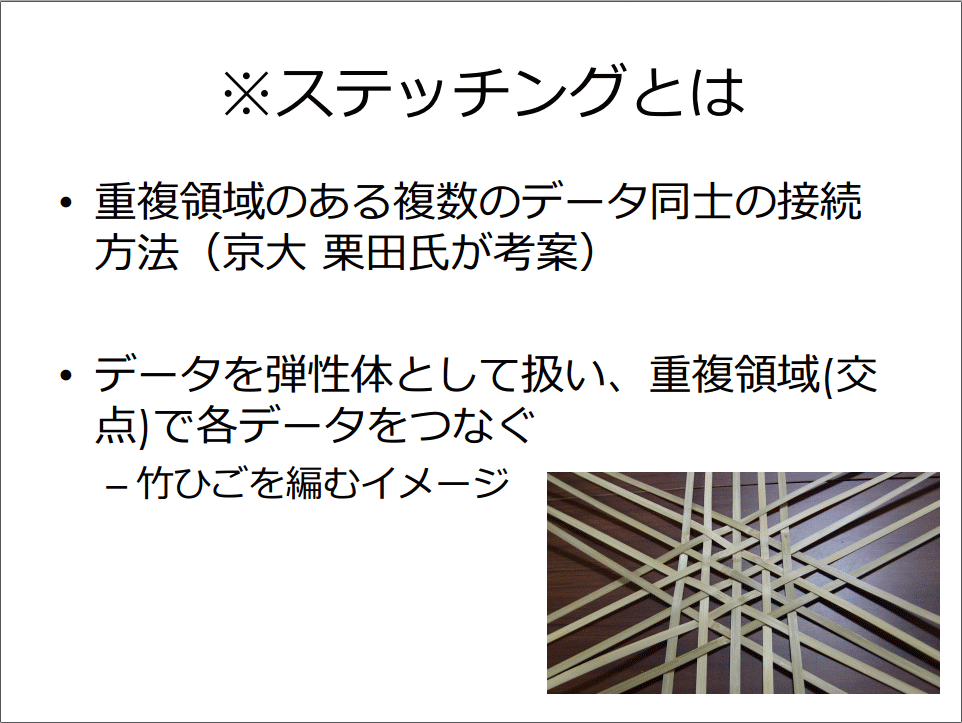 ※ステッチングとは
• 重複領域のある複数のデータ同士の接続
方法（京大 栗田氏が考案）
• データを弾性体として扱い、重複領域(交
点)で各データをつなぐ
– 竹ひごを編むイメージ